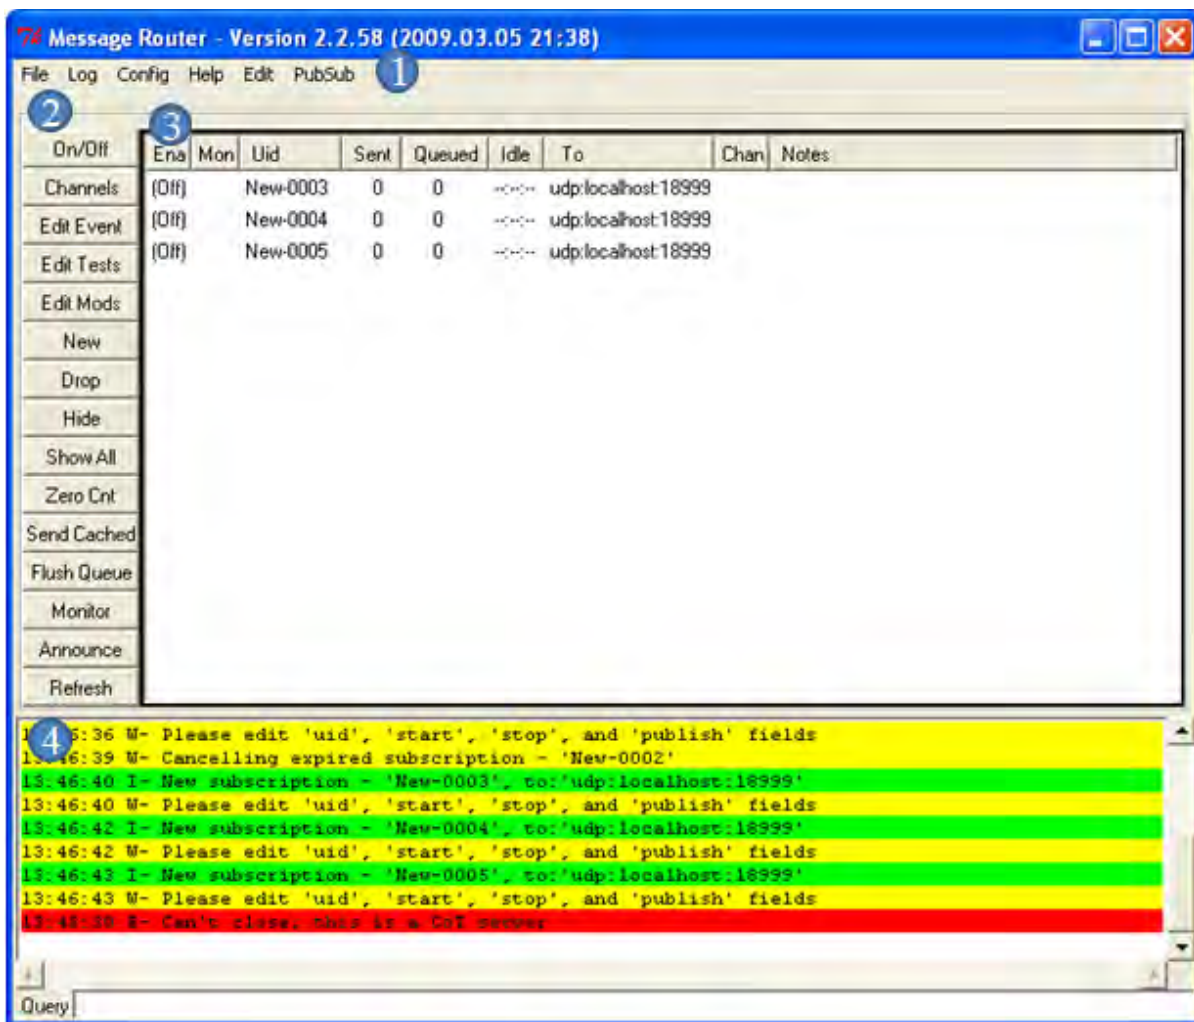 Message Router - Version 2.2.58 (2009.03.05 21:38)
File Log Config Help Edit PubSub 1
2
3
On/Off
Channels
Edit Event
Edit Tests
Edit Mods
New
Drop
Hide
Show All
Zero Cnt
Send Cached
Flush Queue
Monitor
Announce
Refresh
Ena Mon Uid Sent Queued Idle To Chan Notes
(Off) New-0003 0 0 --:--:-- udp:localhost:18999
(Off) New-0004 0 0 --:--:-- udp:localhost:18999
(Off) New-0005 0 0 --:--:-- udp:localhost:18999
4
:36 W- Please edit 'uid', 'start', 'stop', and 'publish' fields
:39 W- Cancelling expired subscription - 'New-0002'
13:46:40 I- New subscription - 'New-0003', to:'udp:localhost:18999'
13:46:40 W- Please edit 'uid', 'start', 'stop', and 'publish' fields
13:46:42 I- New subscription - 'New-0004', to:'udp:localhost:18999'
13:46:42 W- Please edit 'uid', 'start', 'stop', and 'publish' fields
13:46:43 I- New subscription - 'New-0005', to:'udp:localhost:18999'
13:46:43 W- Please edit 'uid', 'start', 'stop', and 'publish' fields
E- Can't close, this is a CoT server
Query